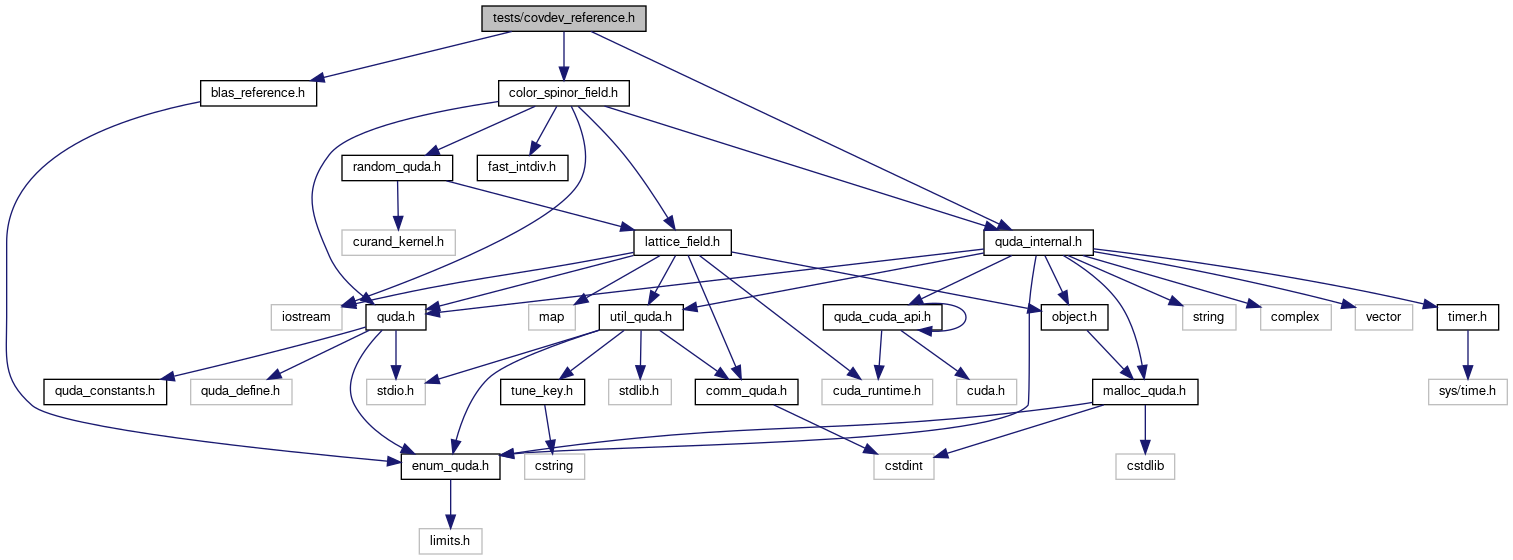 tests/covdev_reference.h
blas_reference.h
color_spinor_field.h
random_quda.h
fast_intdiv.h
curand_kernel.h
lattice_field.h
quda_internal.h
iostream
quda.h
map
util_quda.h
quda_cuda_api.h
object.h
string
complex
vector
timer.h
quda_constants.h
quda_define.h
stdio.h
tune_key.h
stdlib.h
comm_quda.h
cuda_runtime.h
cuda.h
malloc_quda.h
sys/time.h
enum_quda.h
cstring
cstdint
cstdlib
limits.h